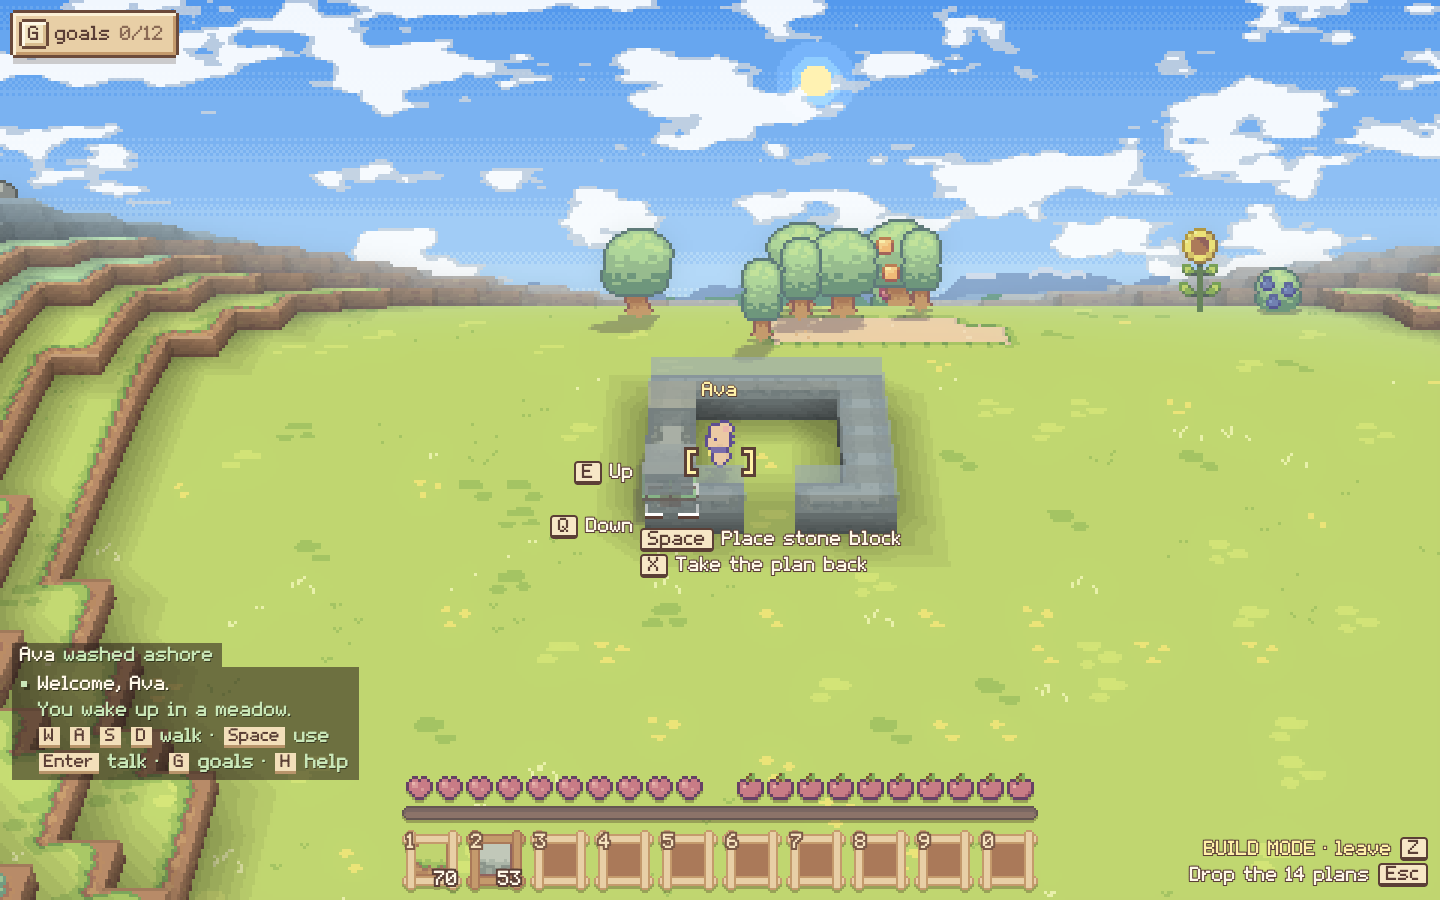 G goals 0/12
Ava
E Up
Q Down
Space Place stone block
X Take the plan back
Ava washed ashore
Welcome, Ava.
You wake up in a meadow.
W A S D walk · Space use
Enter talk · G goals · H help
1 2 3 4 5 6 7 8 9 0
70 53
BUILD MODE · leave Z
Drop the 14 plans Esc